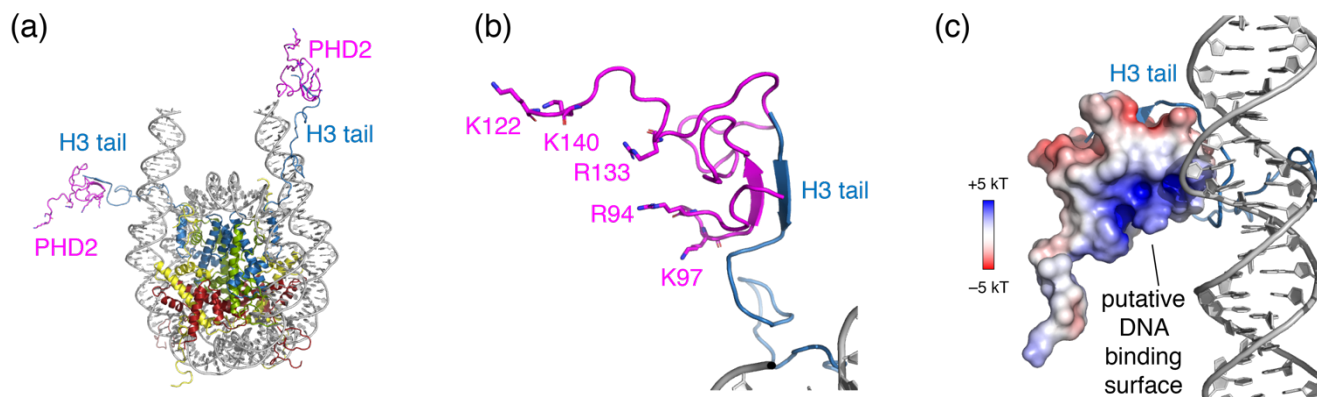 (a)
PHD2
H3 tail
H3 tail
PHD2
(b)
K122
K140
R133
R94
K97
H3 tail
(c)
H3 tail
+5 kT
−5 kT
putative
DNA
binding
surface